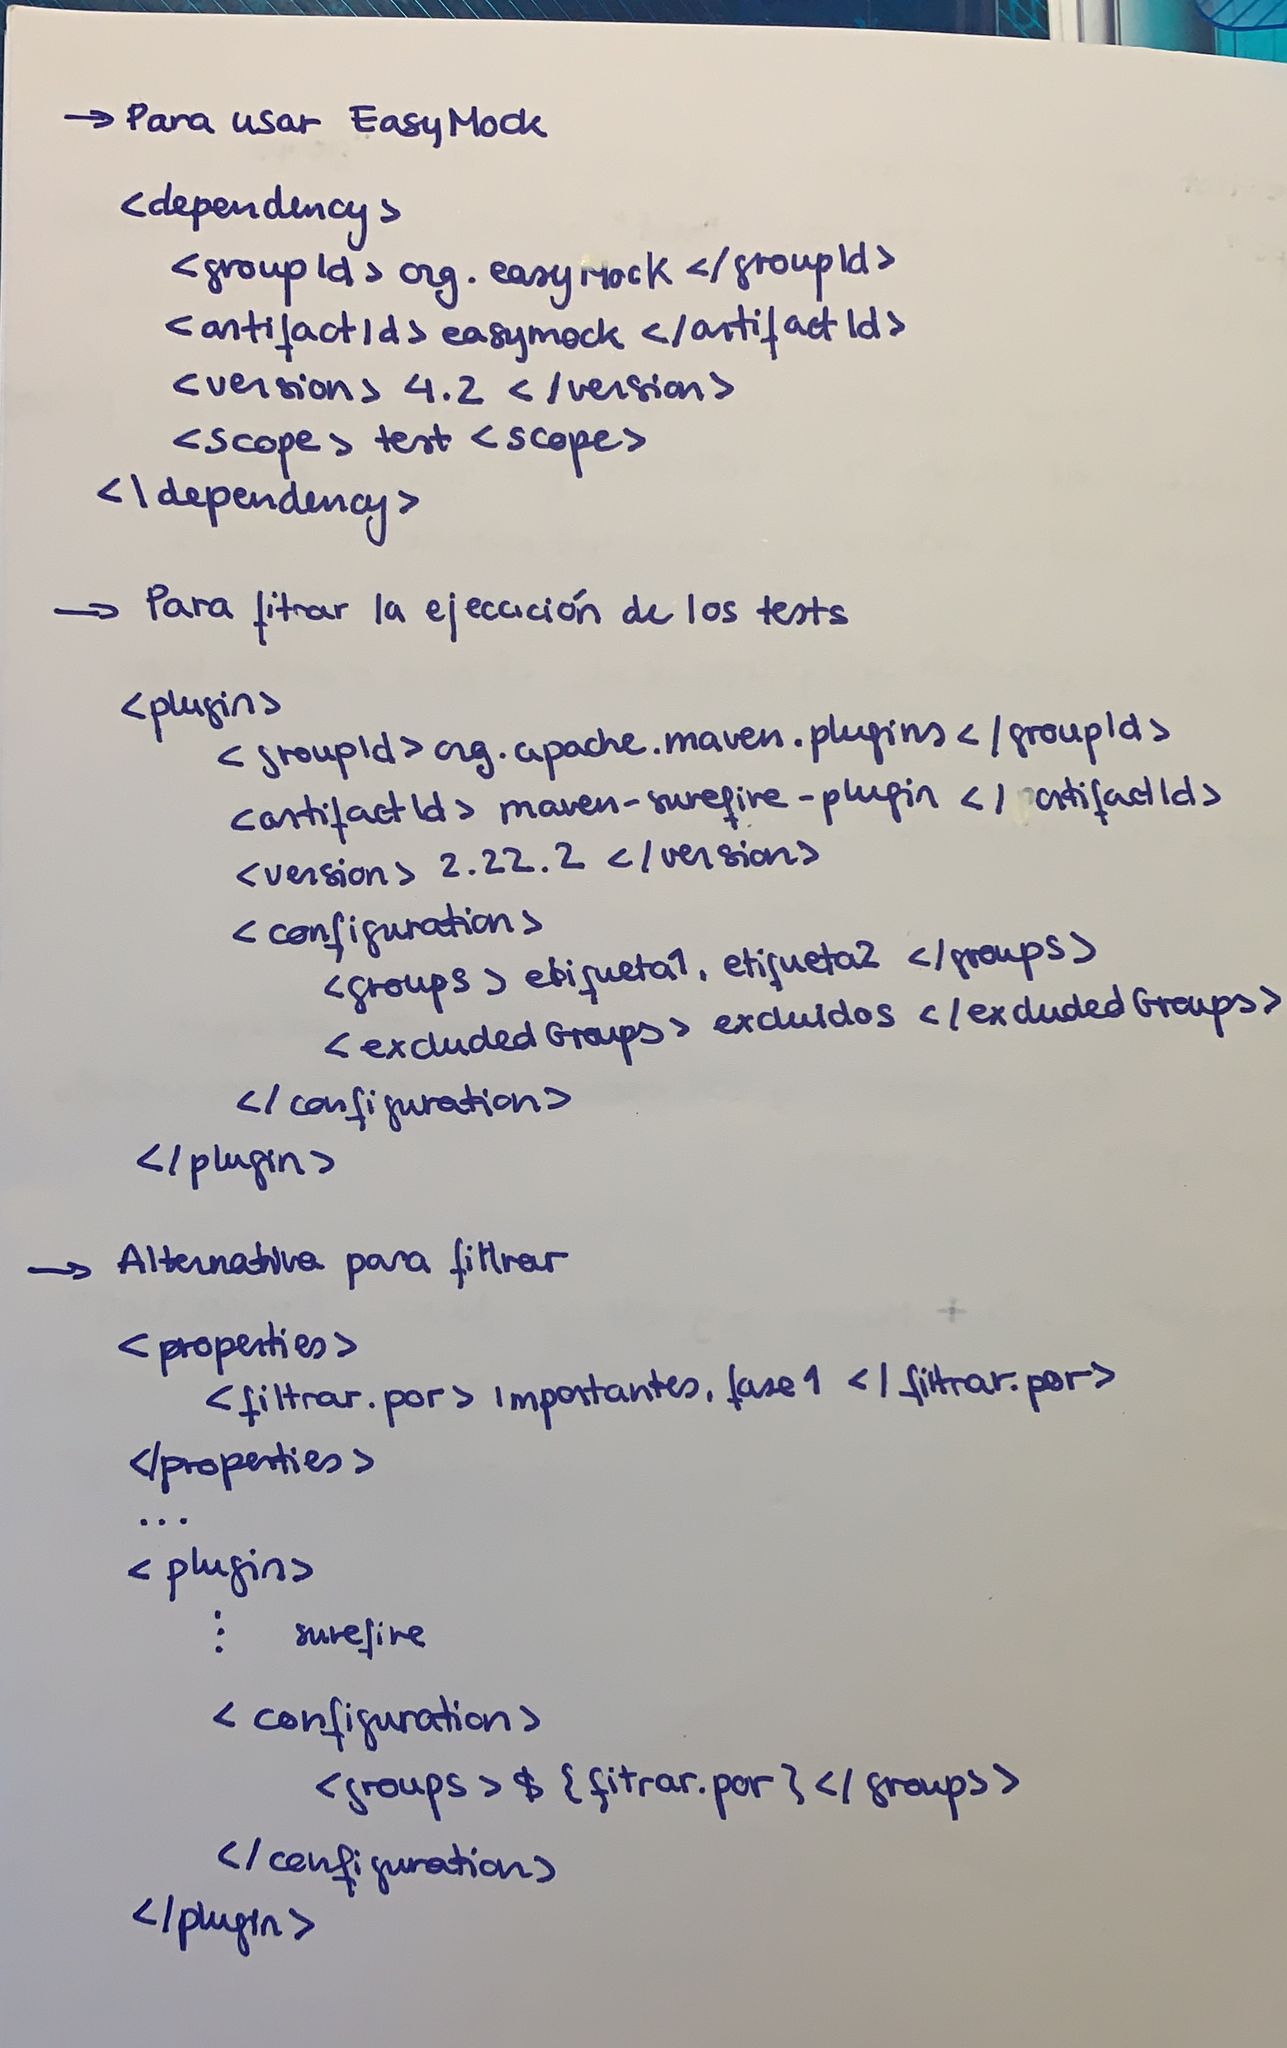 → Para usar EasyMock
<dependency>
<groupId> org.easyMock </groupId>
<artifactId> easymock </artifactId>
<version> 4.2 </version>
<scope> test <scope>
<\dependency>
→ Para fitrar la ejecución de los tests
<plugin>
<groupId> org.apache.maven.plugins </groupId>
<artifactId> maven-surefire-plugin </artifactId>
<version> 2.22.2 </version>
<configuration>
<groups> etiqueta1, etiqueta2 </groups>
<excludedGroups> excluidos </excludedGroups>
</configuration>
</plugin>
→ Alternativa para filtrar
<properties>
<filtrar.por> importantes, fase1 </filtrar.por>
</properties>
...
<plugin>
⋮ surefire
<configuration>
<groups> ${fitrar.por} </groups>
</configuration>
</plugin>